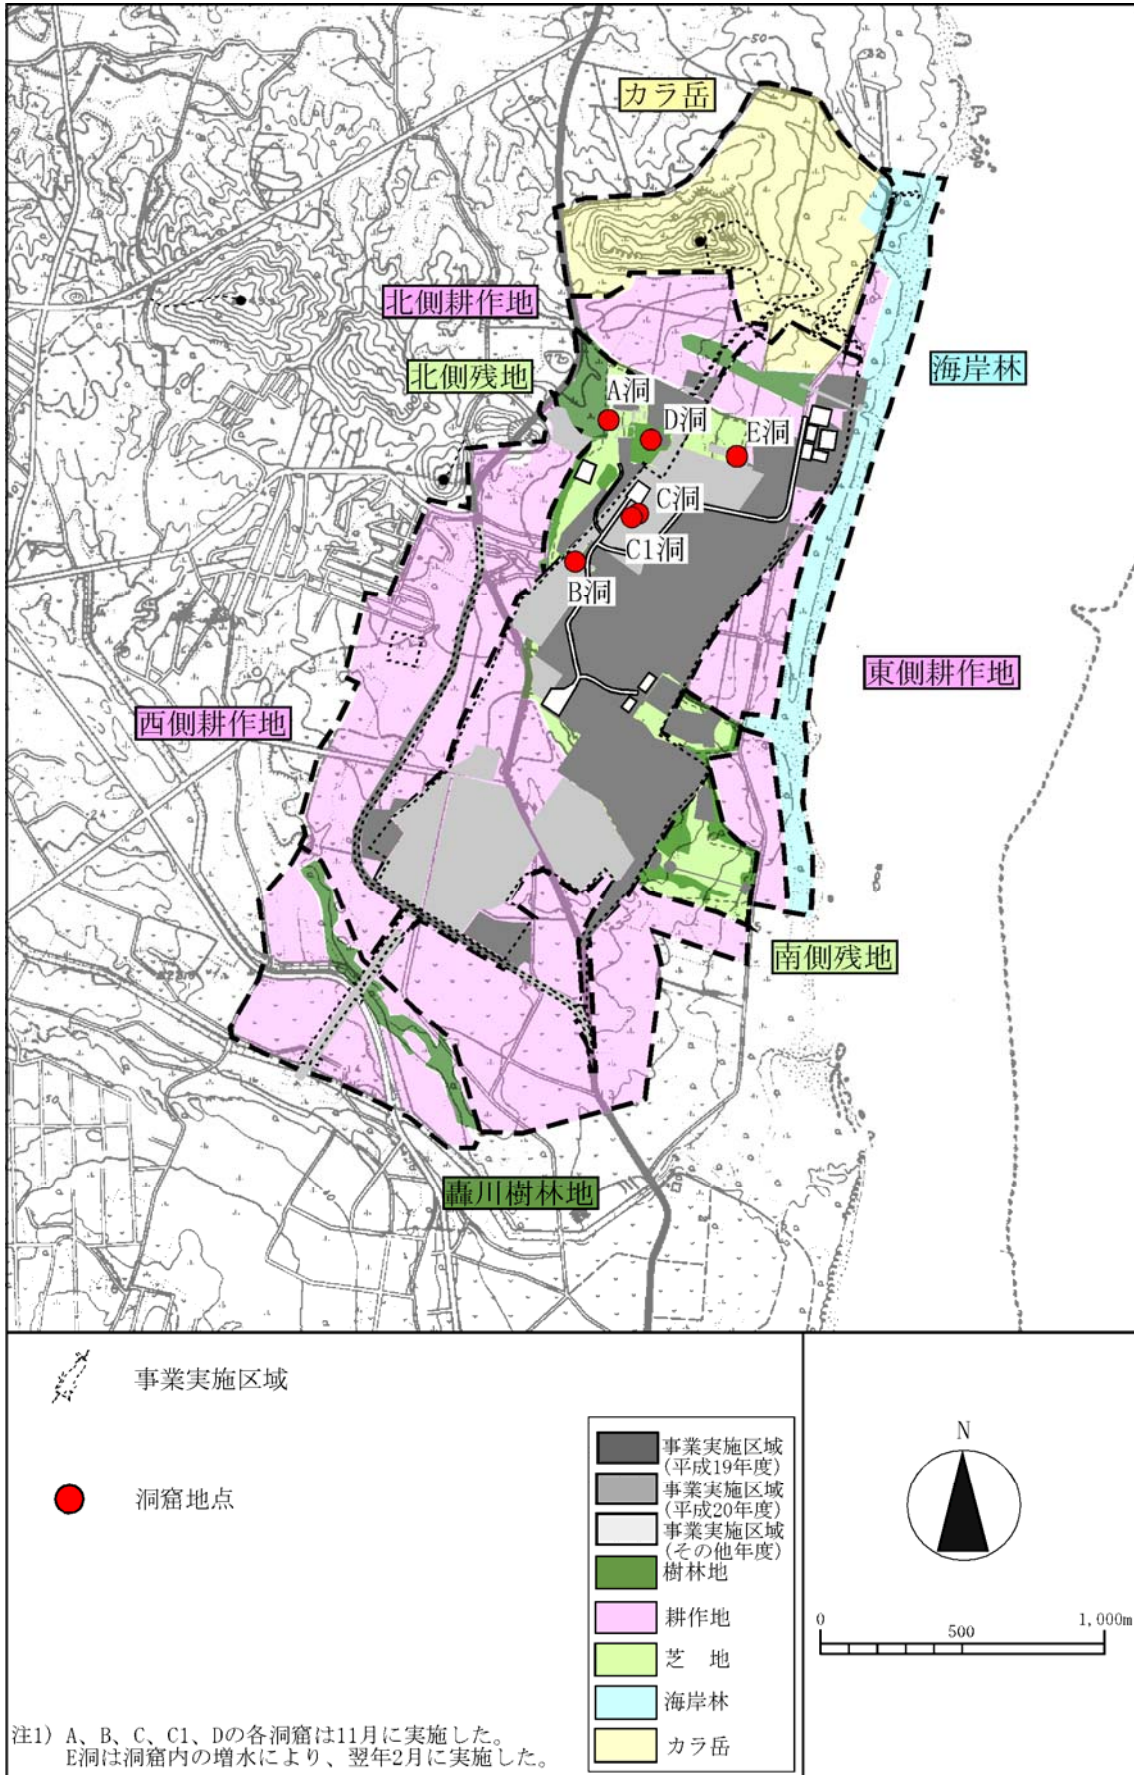 50
カラ岳
北側耕作地
北側残地
A洞
D洞
E洞
海岸林
C洞
C1洞
B洞
東側耕作地
西側耕作地
24
南側残地
轟川樹林地
事業実施区域
洞窟地点
事業実施区域
(平成19年度)
事業実施区域
(平成20年度)
事業実施区域
(その他年度)
樹林地
耕作地
芝　地
海岸林
カラ岳
N
0
500
1,000m
注1) A、B、C、C1、Dの各洞窟は11月に実施した。
E洞は洞窟内の増水により、翌年2月に実施した。